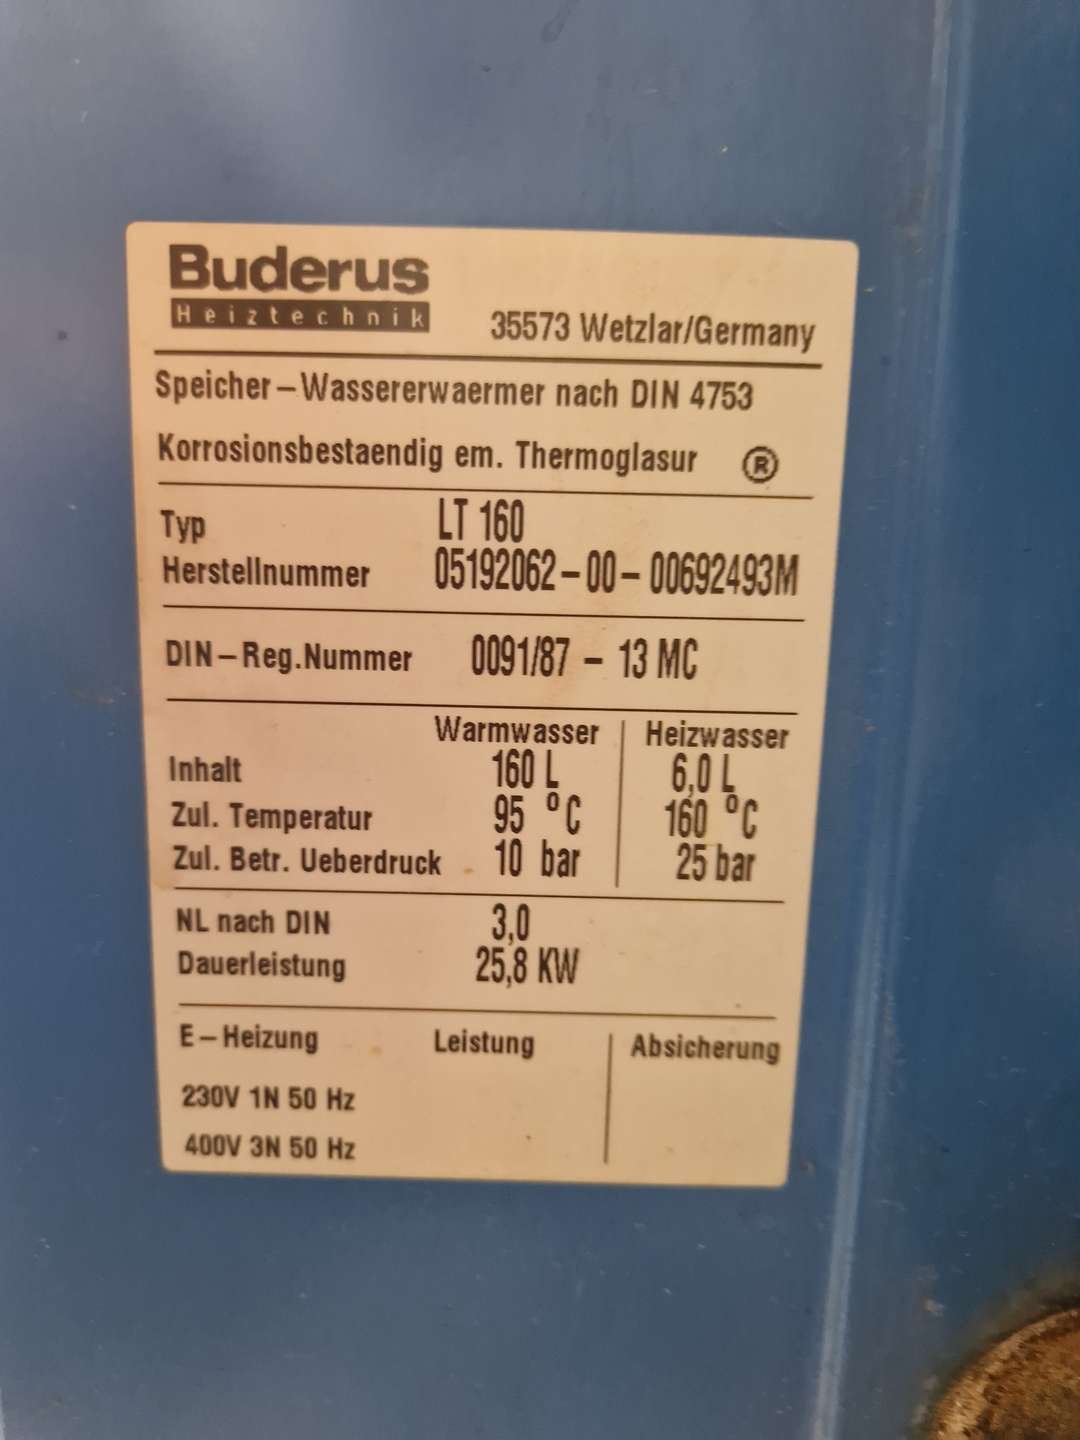 Buderus
Heiztechnik
35573 Wetzlar/Germany
Speicher-Wassererwaermer nach DIN 4753
Korrosionsbestaendig em. Thermoglasur ®
Typ LT 160
Herstellnummer 05192062-00-00692493M
DIN-Reg.Nummer 0091/87 - 13 MC
Warmwasser Heizwasser
Inhalt 160 L 6,0 L
Zul. Temperatur 95 °C 160 °C
Zul. Betr. Ueberdruck 10 bar 25 bar
NL nach DIN 3,0
Dauerleistung 25,8 KW
E-Heizung Leistung Absicherung
230V 1N 50 Hz
400V 3N 50 Hz